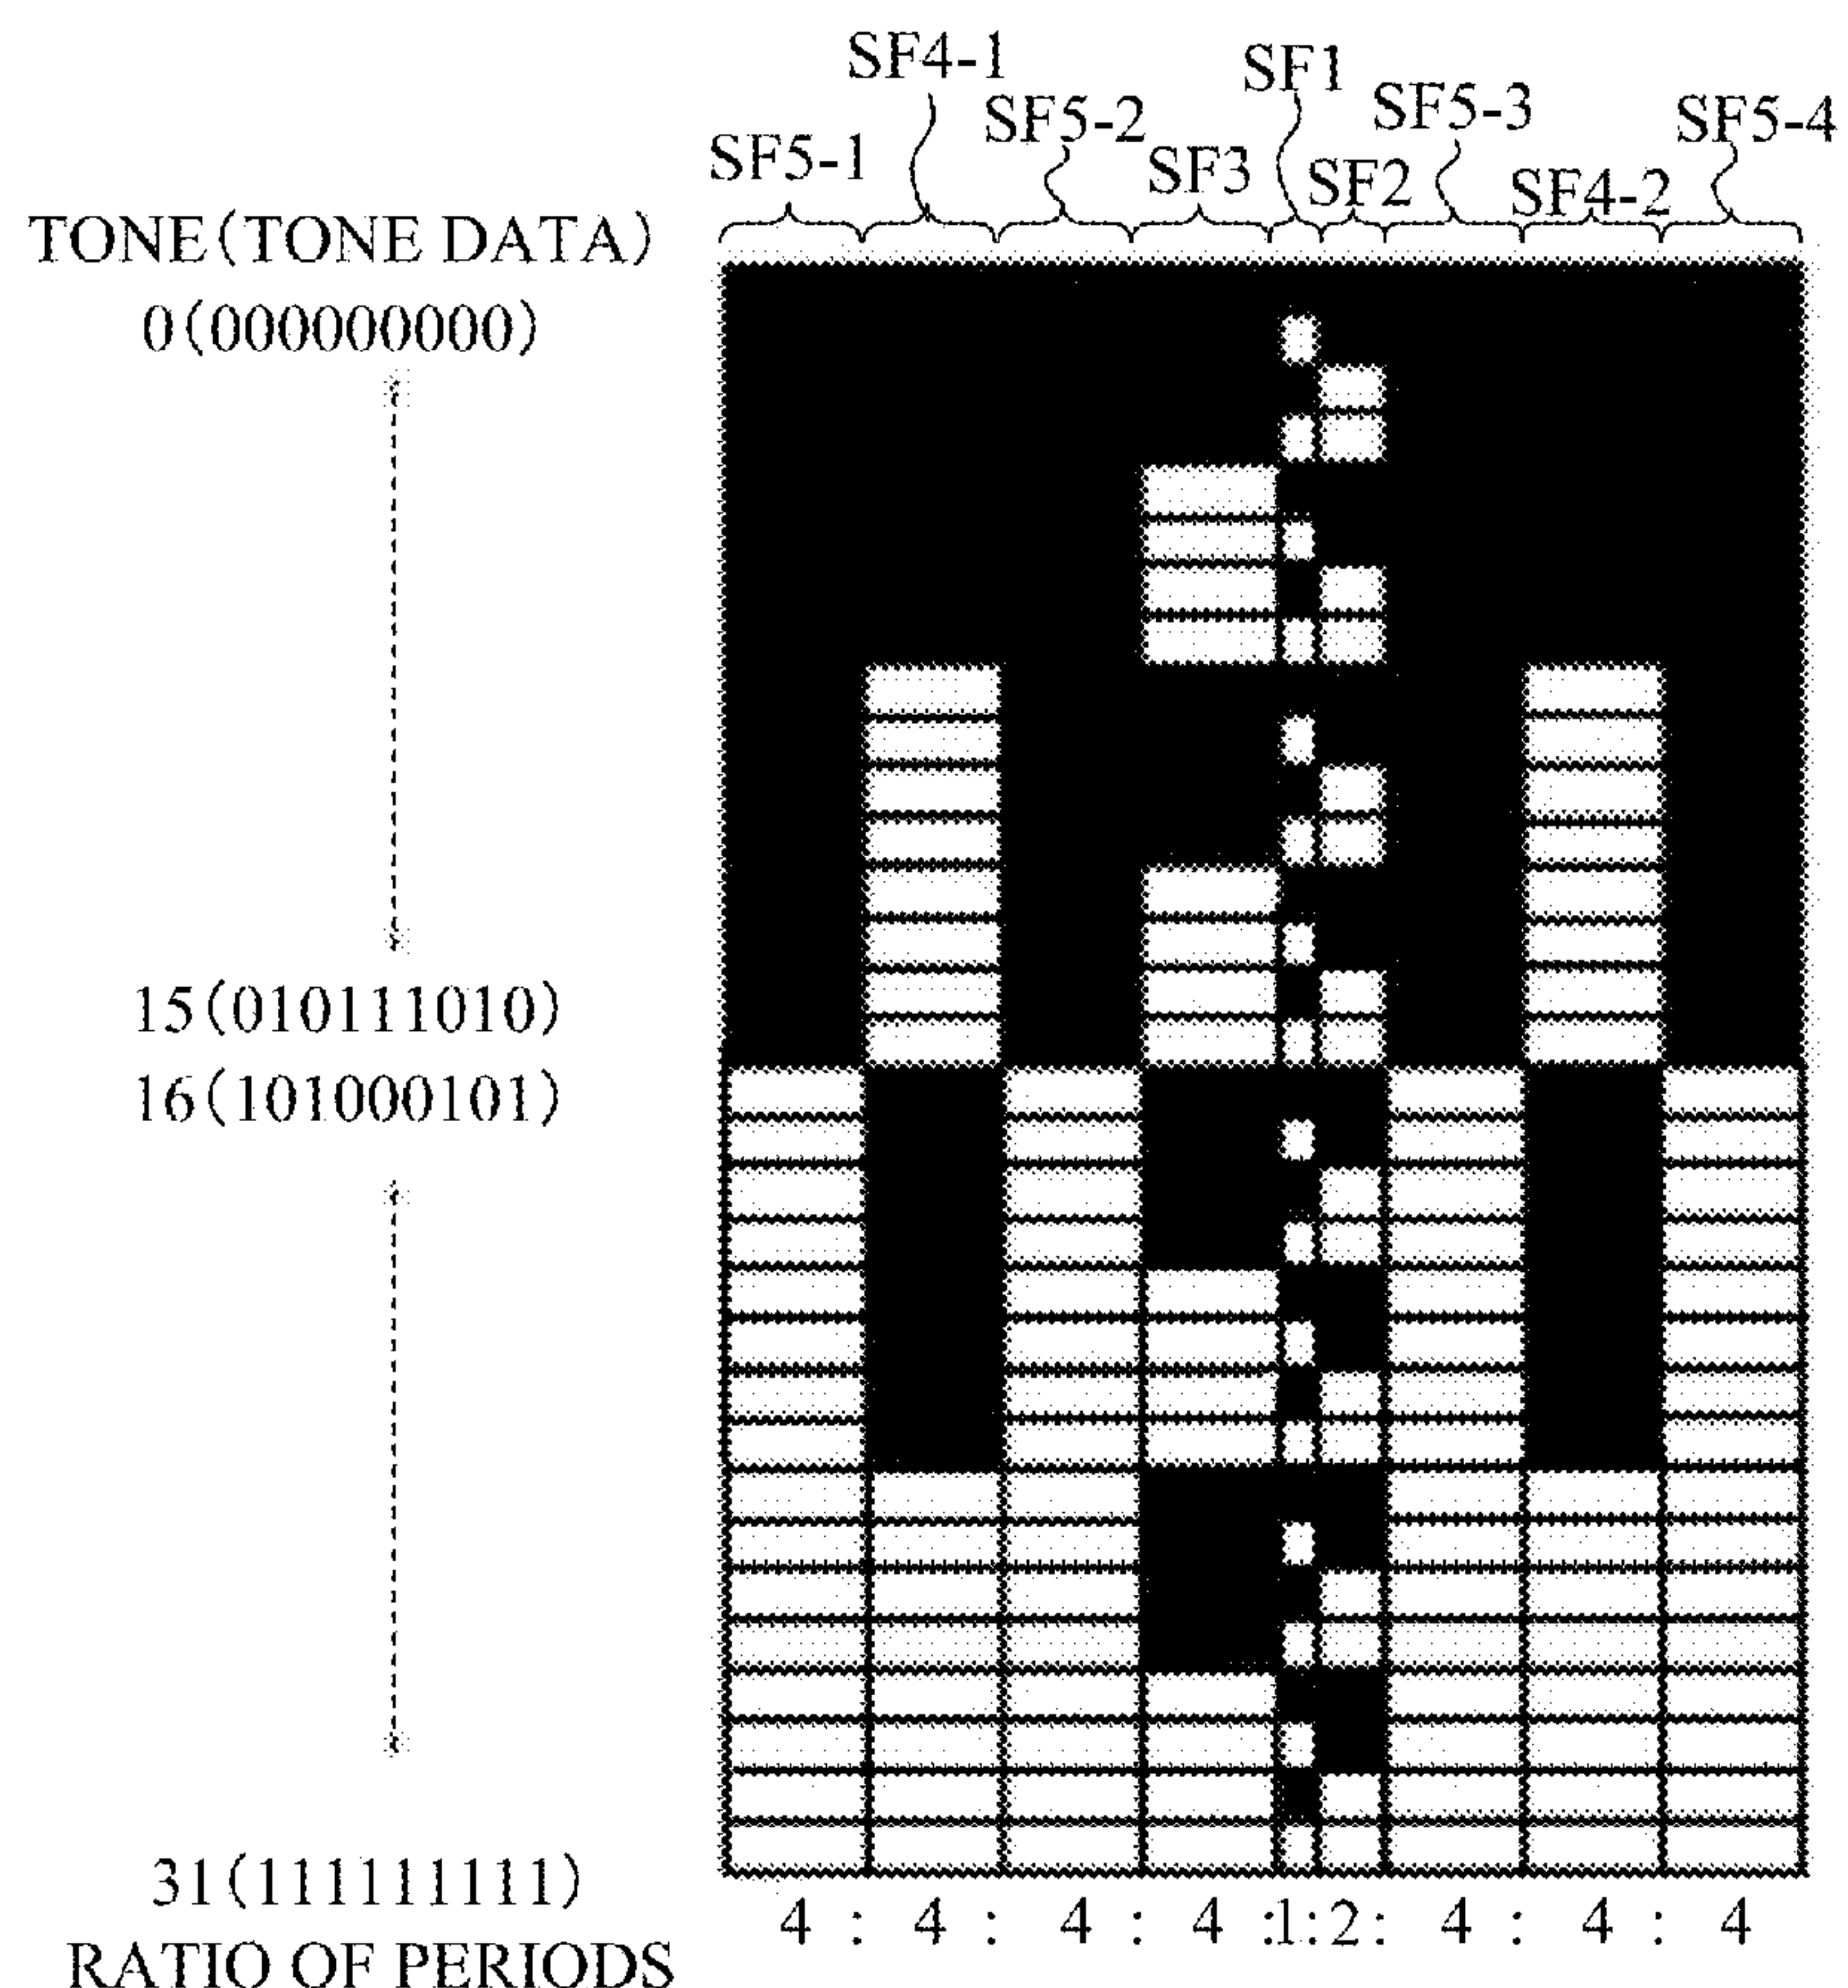 SF4-1
SF1
SF5-2
SF5-3
SF5-4
SF5-1
SF3
SF2
SF4-2
TONE(TONE DATA)
0(000000000)
15(010111010)
16(101000101)
31(111111111)
4 : 4 : 4 : 4 :1:2: 4 : 4 : 4
RATIO OF PERIODS